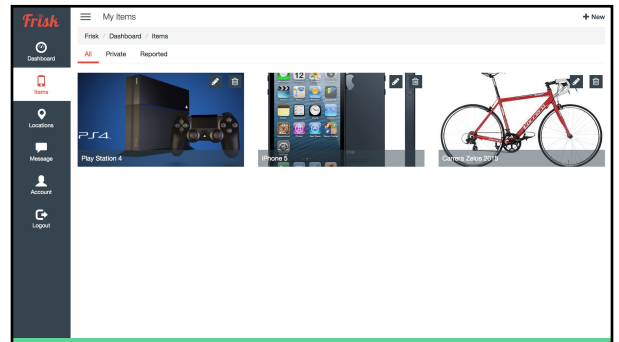 Frisk
My Items
+ New
Frisk / Dashboard / Items
All Private Reported
Dashboard
Items
Locations
Message
Account
Logout
PS4
Play Station 4
12
iPhone 5
Carrera Zelos 2015